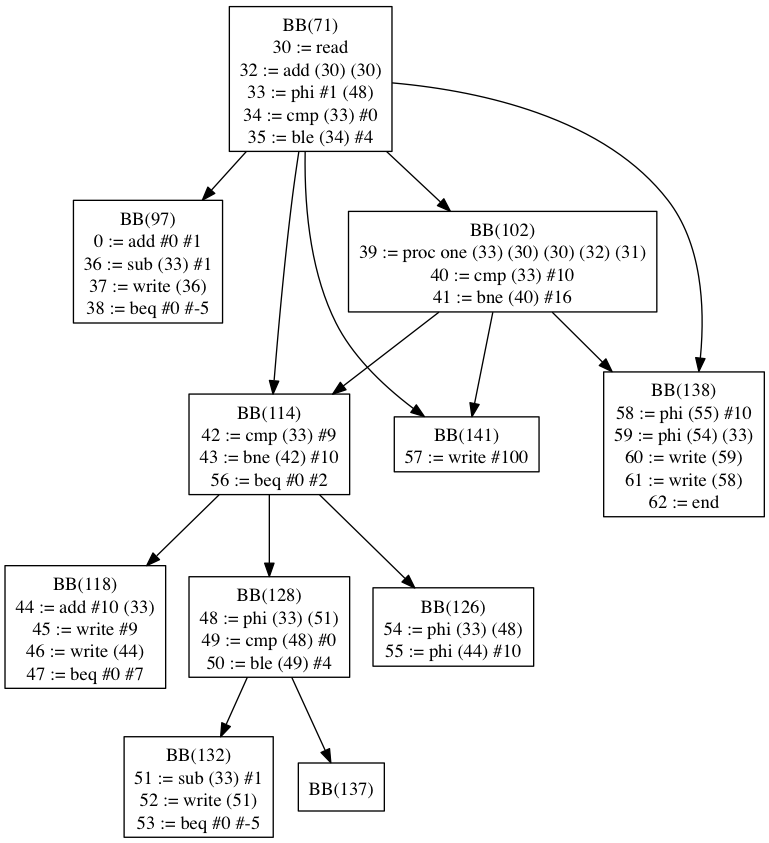 BB(71)
30 := read
32 := add (30) (30)
33 := phi #1 (48)
34 := cmp (33) #0
35 := ble (34) #4
BB(97)
0 := add #0 #1
36 := sub (33) #1
37 := write (36)
38 := beq #0 #-5
BB(102)
39 := proc one (33) (30) (30) (32) (31)
40 := cmp (33) #10
41 := bne (40) #16
BB(114)
42 := cmp (33) #9
43 := bne (42) #10
56 := beq #0 #2
BB(141)
57 := write #100
BB(138)
58 := phi (55) #10
59 := phi (54) (33)
60 := write (59)
61 := write (58)
62 := end
BB(118)
44 := add #10 (33)
45 := write #9
46 := write (44)
47 := beq #0 #7
BB(128)
48 := phi (33) (51)
49 := cmp (48) #0
50 := ble (49) #4
BB(126)
54 := phi (33) (48)
55 := phi (44) #10
BB(132)
51 := sub (33) #1
52 := write (51)
53 := beq #0 #-5
BB(137)